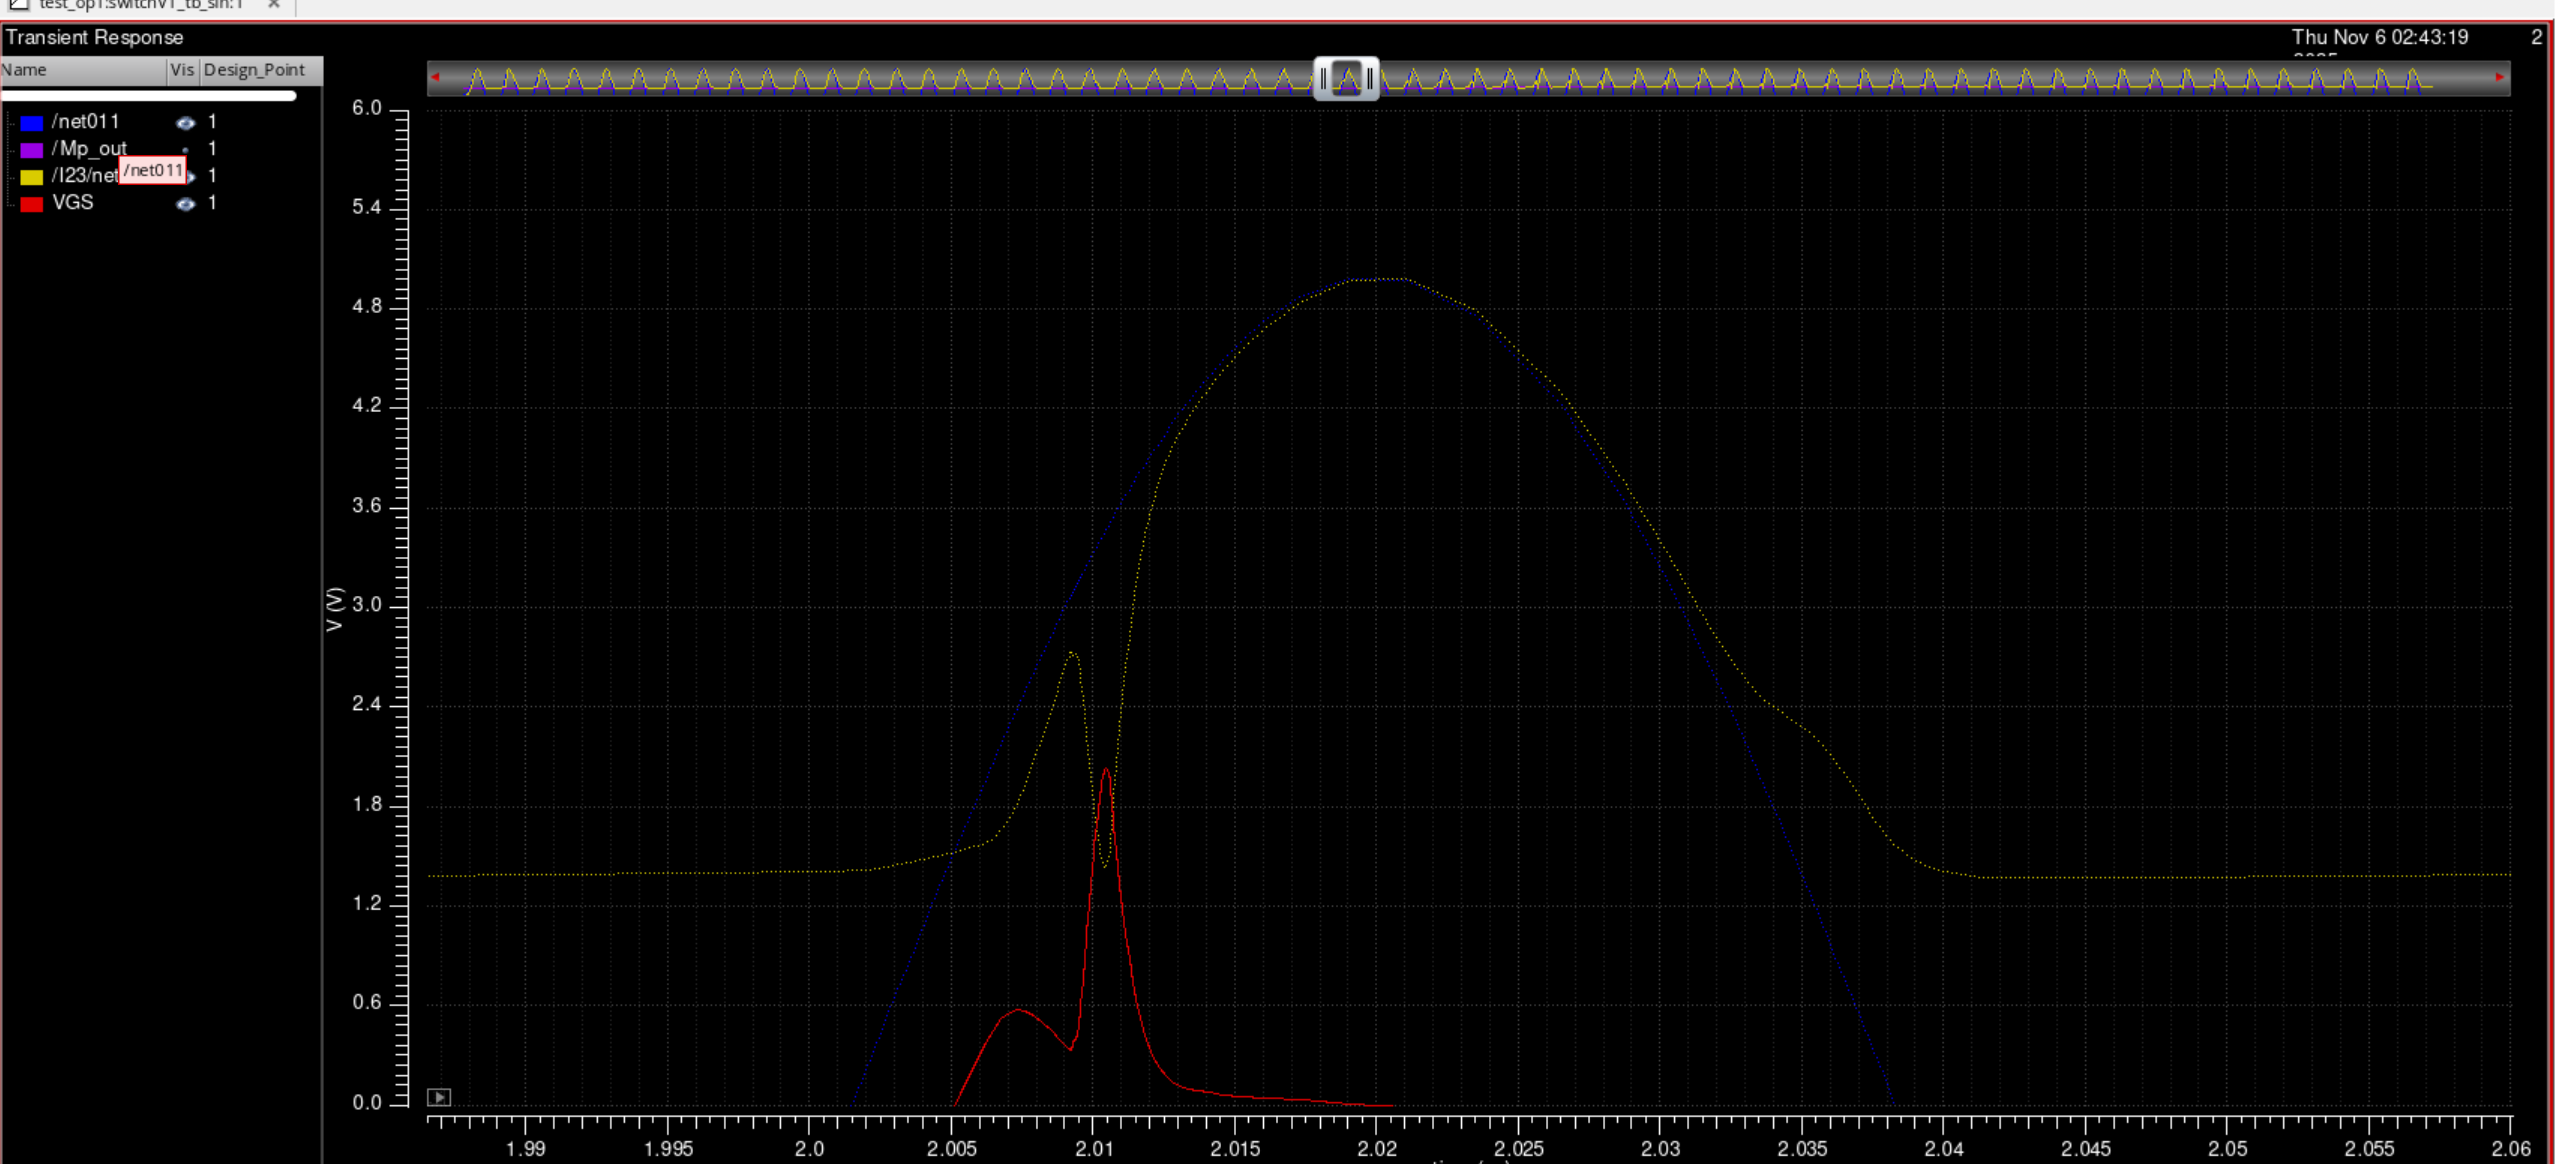 test_op1:switchV1_tb_sin:1 ×
Transient Response
Thu Nov 6 02:43:19 2
Name Vis Design_Point
/net011 1
/Mp_out 1
/I23/net 1
/net011
VGS 1
6.0
5.4
4.8
4.2
3.6
3.0
V (V)
2.4
1.8
1.2
0.6
0.0
1.99 1.995 2.0 2.005 2.01 2.015 2.02 2.025 2.03 2.035 2.04 2.045 2.05 2.055 2.06